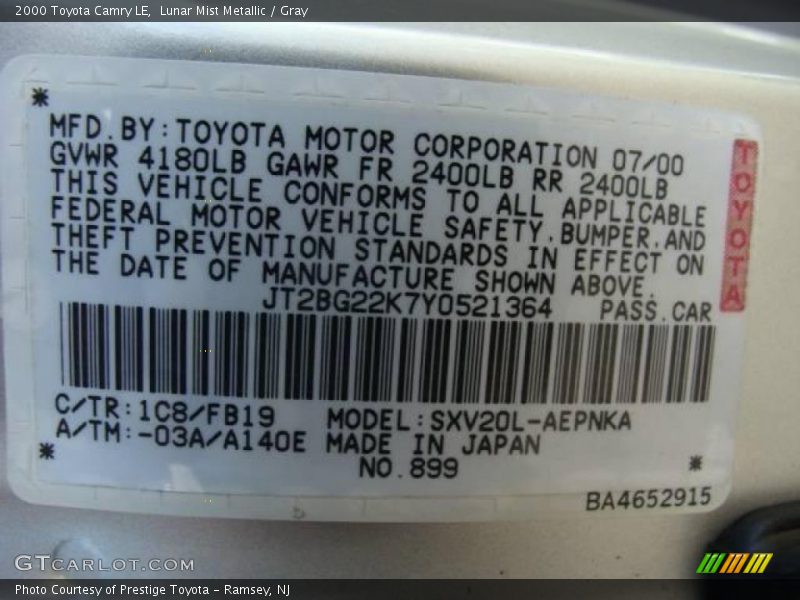 2000 Toyota Camry LE,  Lunar Mist Metallic / Gray
MFD.BY:TOYOTA MOTOR CORPORATION 07/00
GVWR 4180LB GAWR FR 2400LB RR 2400LB
THIS VEHICLE CONFORMS TO ALL APPLICABLE
FEDERAL MOTOR VEHICLE SAFETY,BUMPER,AND
THEFT PREVENTION STANDARDS IN EFFECT ON
THE DATE OF MANUFACTURE SHOWN ABOVE.
TOYOTA
JT2BG22K7Y0521364 PASS.CAR
C/TR:1C8/FB19 MODEL:SXV20L-AEPNKA
A/TM:-03A/A140E MADE IN JAPAN
NO.899
BA4652915
GTCARLOT.COM
Photo Courtesy of Prestige Toyota - Ramsey, NJ